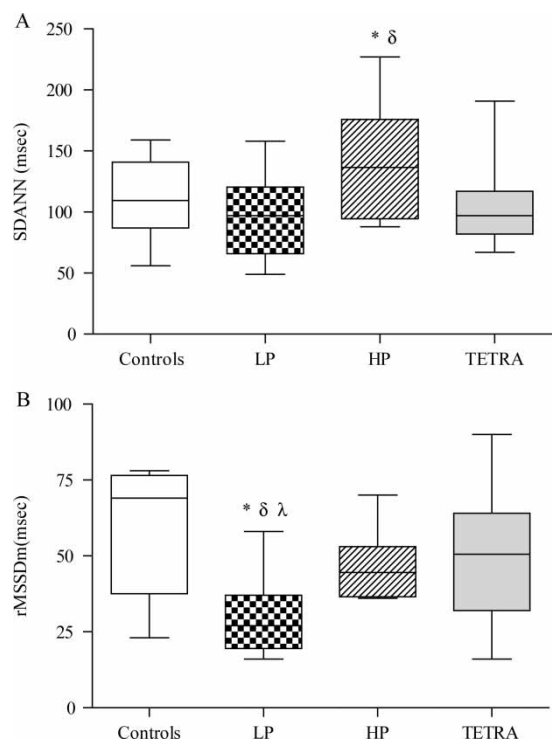 A
SDANN (msec)
250
200
150
100
50
0
* δ
Controls LP HP TETRA
B
rMSSDm(msec)
100
75
50
25
0
* δ λ
Controls LP HP TETRA